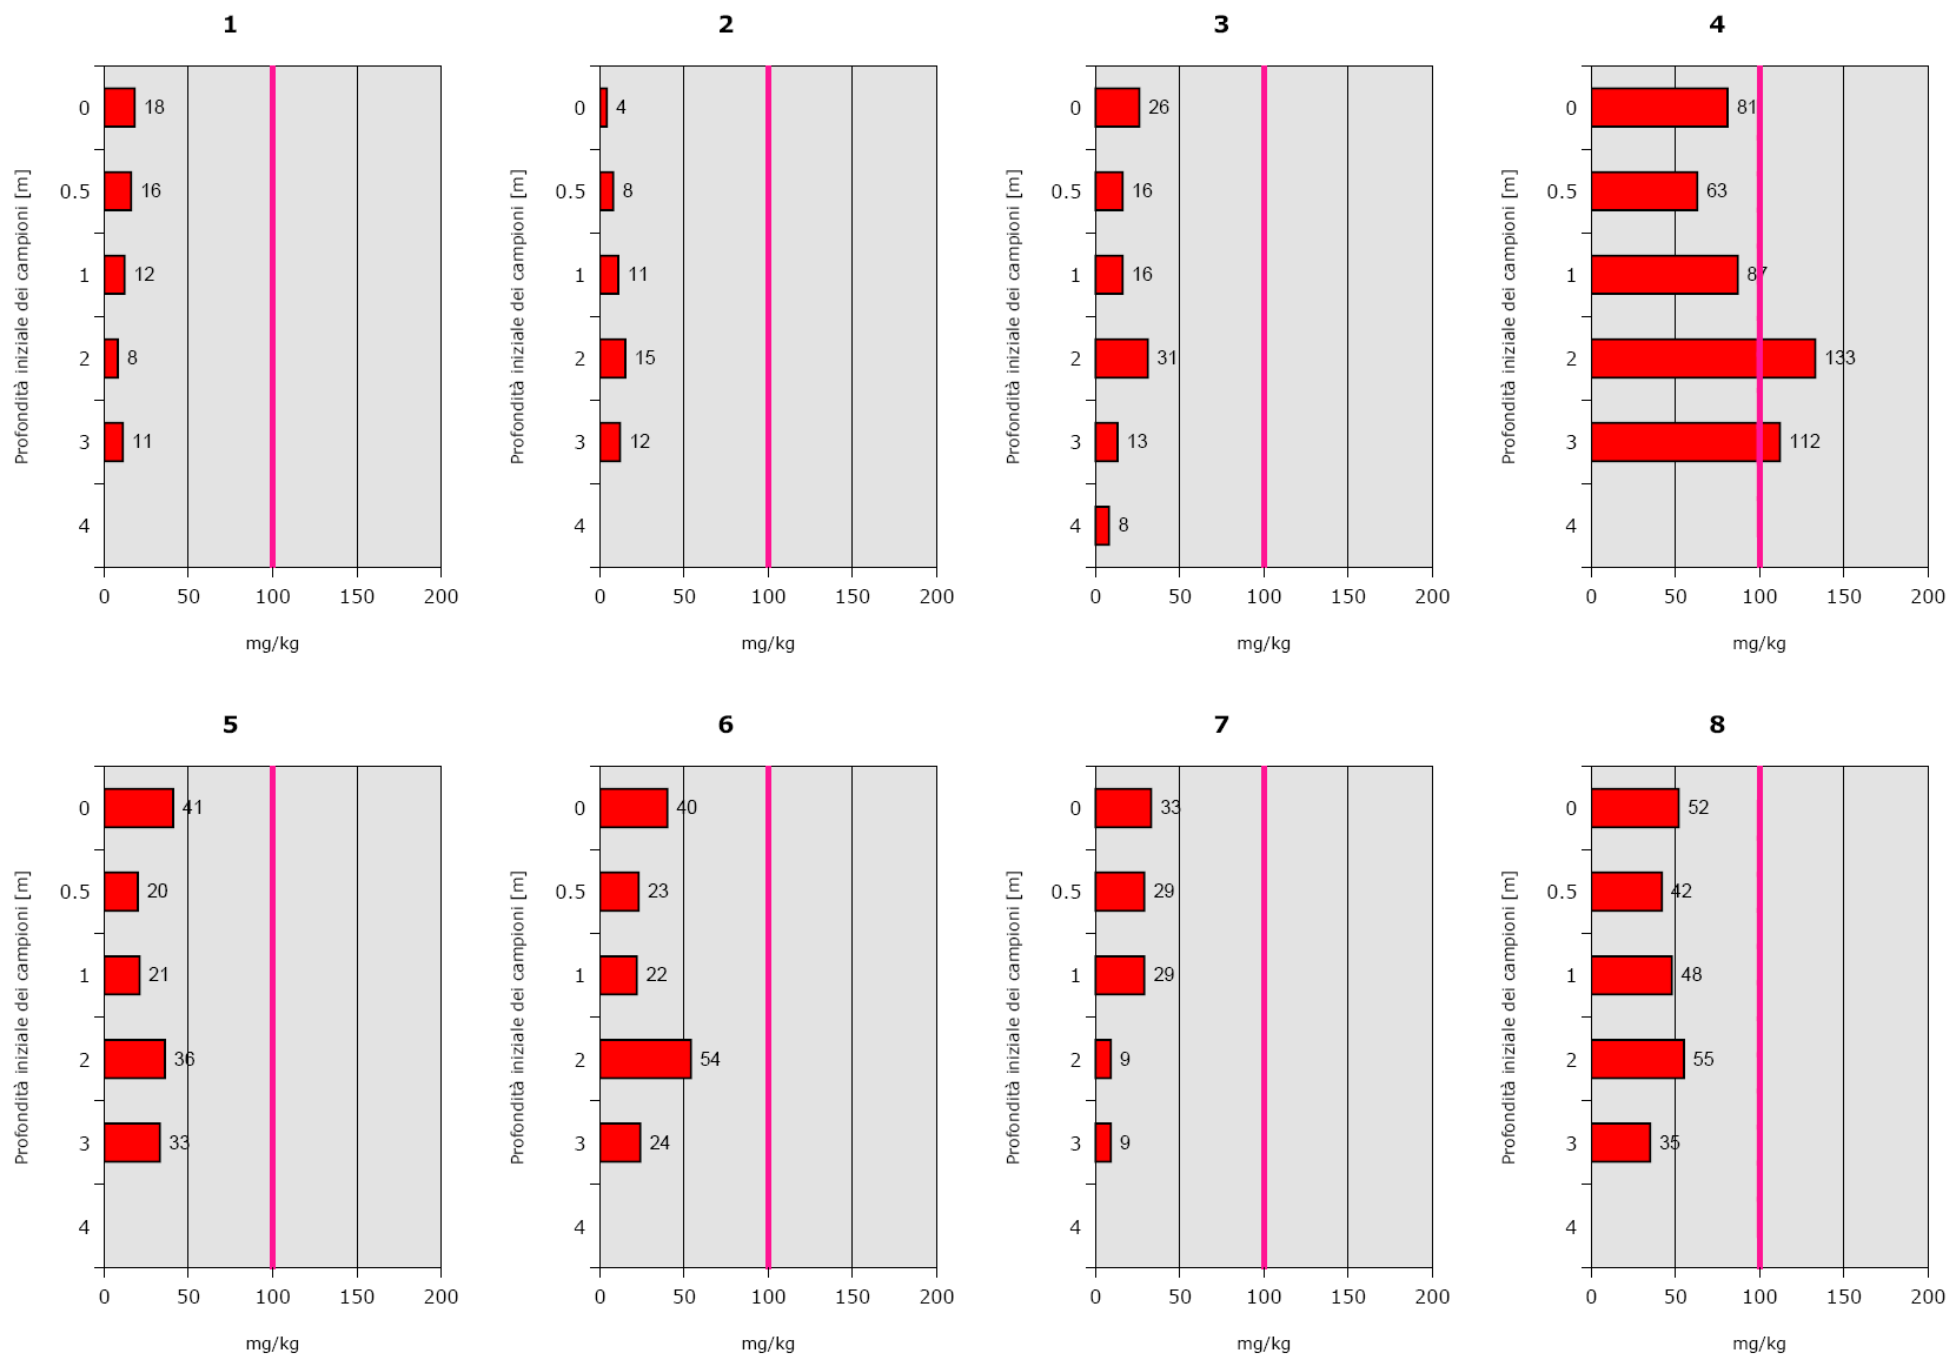 1
Profondità iniziale dei campioni [m]
0 18
0.5 16
1 12
2 8
3 11
4
0 50 100 150 200
mg/kg
2
Profondità iniziale dei campioni [m]
0 4
0.5 8
1 11
2 15
3 12
4
0 50 100 150 200
mg/kg
3
Profondità iniziale dei campioni [m]
0 26
0.5 16
1 16
2 31
3 13
4 8
0 50 100 150 200
mg/kg
4
Profondità iniziale dei campioni [m]
0 81
0.5 63
1 87
2 133
3 112
4
0 50 100 150 200
mg/kg
5
Profondità iniziale dei campioni [m]
0 41
0.5 20
1 21
2 36
3 33
4
0 50 100 150 200
mg/kg
6
Profondità iniziale dei campioni [m]
0 40
0.5 23
1 22
2 54
3 24
4
0 50 100 150 200
mg/kg
7
Profondità iniziale dei campioni [m]
0 33
0.5 29
1 29
2 9
3 9
4
0 50 100 150 200
mg/kg
8
Profondità iniziale dei campioni [m]
0 52
0.5 42
1 48
2 55
3 35
4
0 50 100 150 200
mg/kg